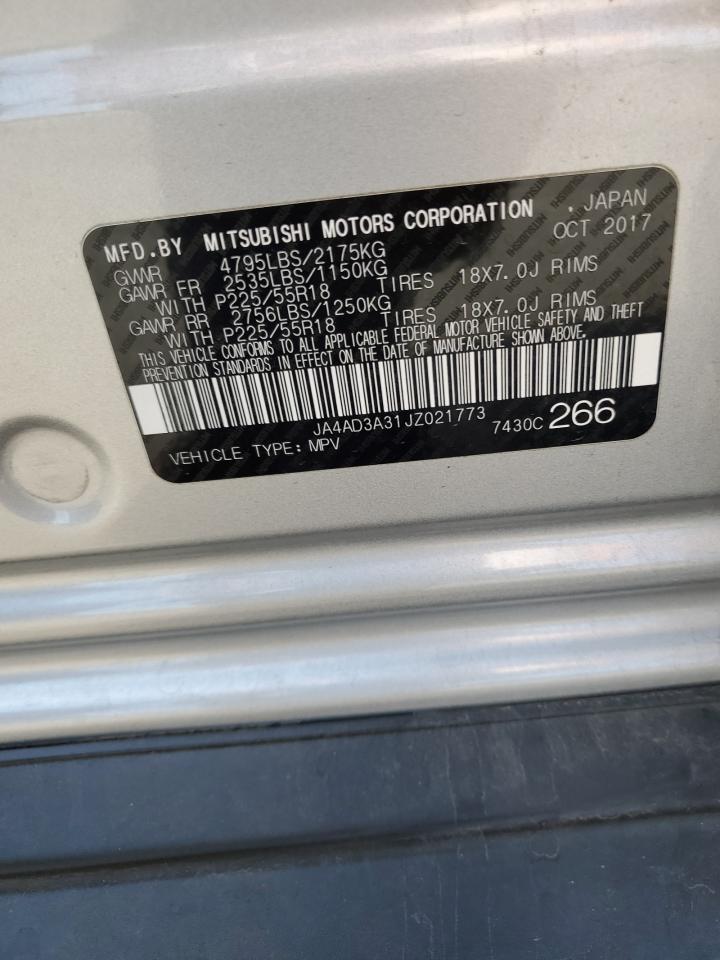 MFD.BY MITSUBISHI MOTORS CORPORATION , JAPAN
GVWR 4795LBS/2175KG OCT 2017
GAWR FR 2535LBS/1150KG
WITH P225/55R18 TIRES 18X7.0J RIMS
GAWR RR 2756LBS/1250KG
WITH P225/55R18 TIRES 18X7.0J RIMS
THIS VEHICLE CONFORMS TO ALL APPLICABLE FEDERAL MOTOR VEHICLE SAFETY AND THEFT
PREVENTION STANDARDS IN EFFECT ON THE DATE OF MANUFACTURE SHOWN ABOVE.
JA4AD3A31JZ021773
VEHICLE TYPE: MPV 7430C 266